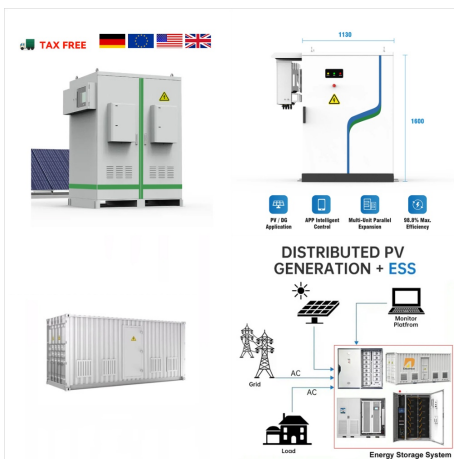 TAX FREE
1130
1600
PV / DG
Application
APP Intelligent
Control
Multi-Unit Parallel
Expansion
98.8% Max.
Efficiency
DISTRIBUTED PV
GENERATION + ESS
Monitor
Platfrom
AC
Grid
AC
Load
Energy Storage System